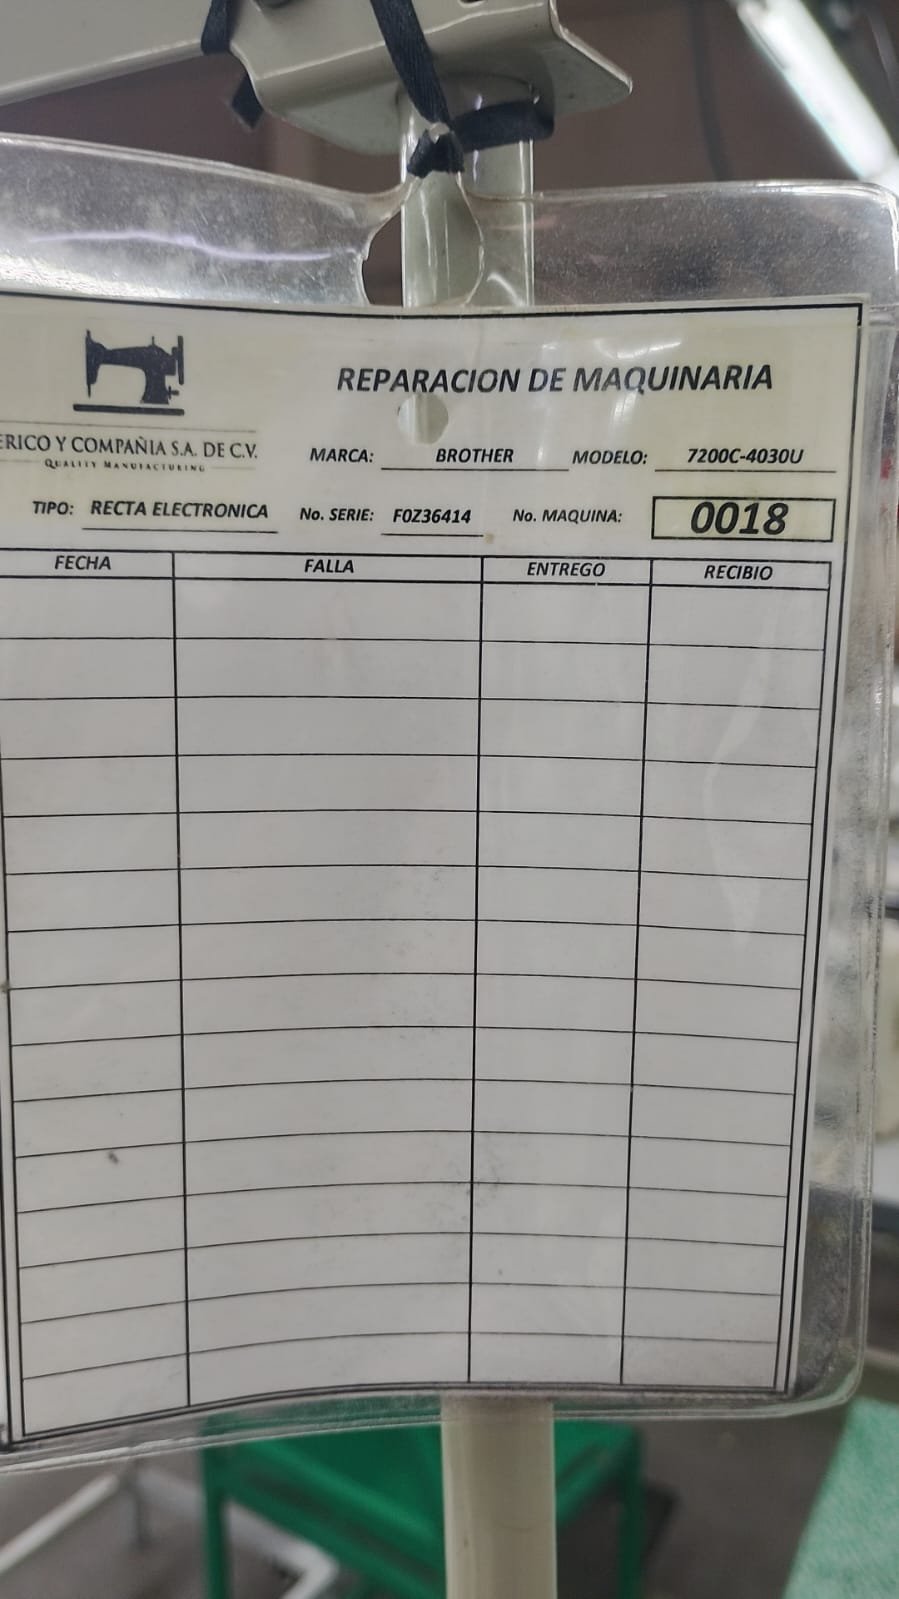 REPARACION DE MAQUINARIA
Y COMPAÑIA S.A. DE C.V.
QUALITY MANUFACTURING
MARCA: BROTHER MODELO: 7200C-4030U
TIPO: RECTA ELECTRONICA No. SERIE: F0Z36414 No. MAQUINA: 0018
FECHA FALLA ENTREGO RECIBIO